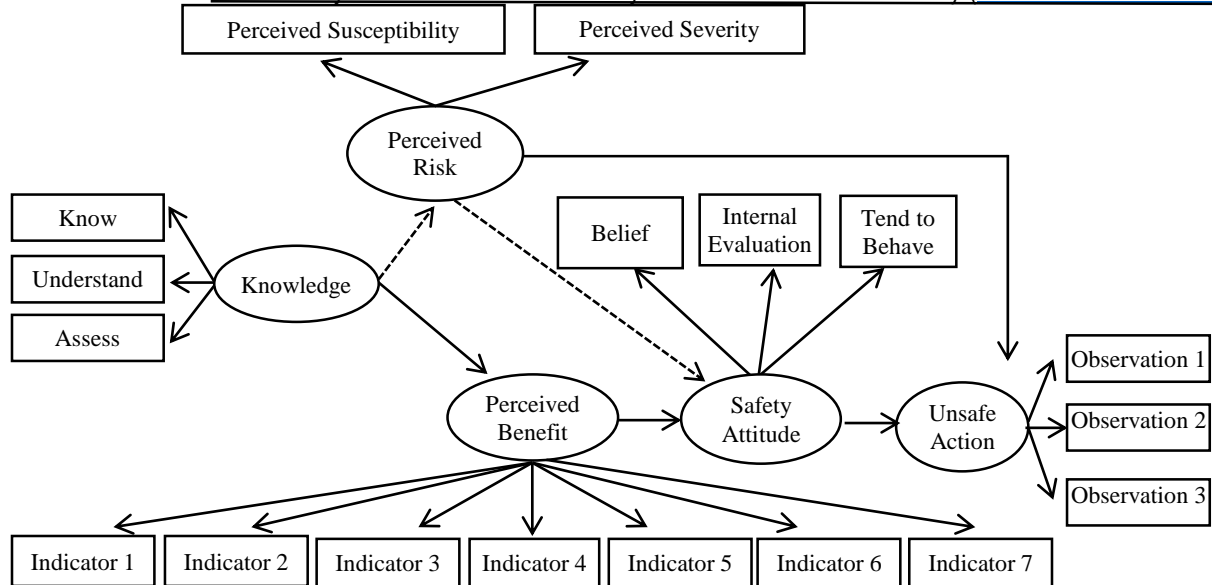 Perceived Susceptibility
Perceived Severity
Perceived
Risk
Know
Understand
Assess
Knowledge
Belief
Internal
Evaluation
Tend to
Behave
Perceived
Benefit
Safety
Attitude
Unsafe
Action
Observation 1
Observation 2
Observation 3
Indicator 1
Indicator 2
Indicator 3
Indicator 4
Indicator 5
Indicator 6
Indicator 7